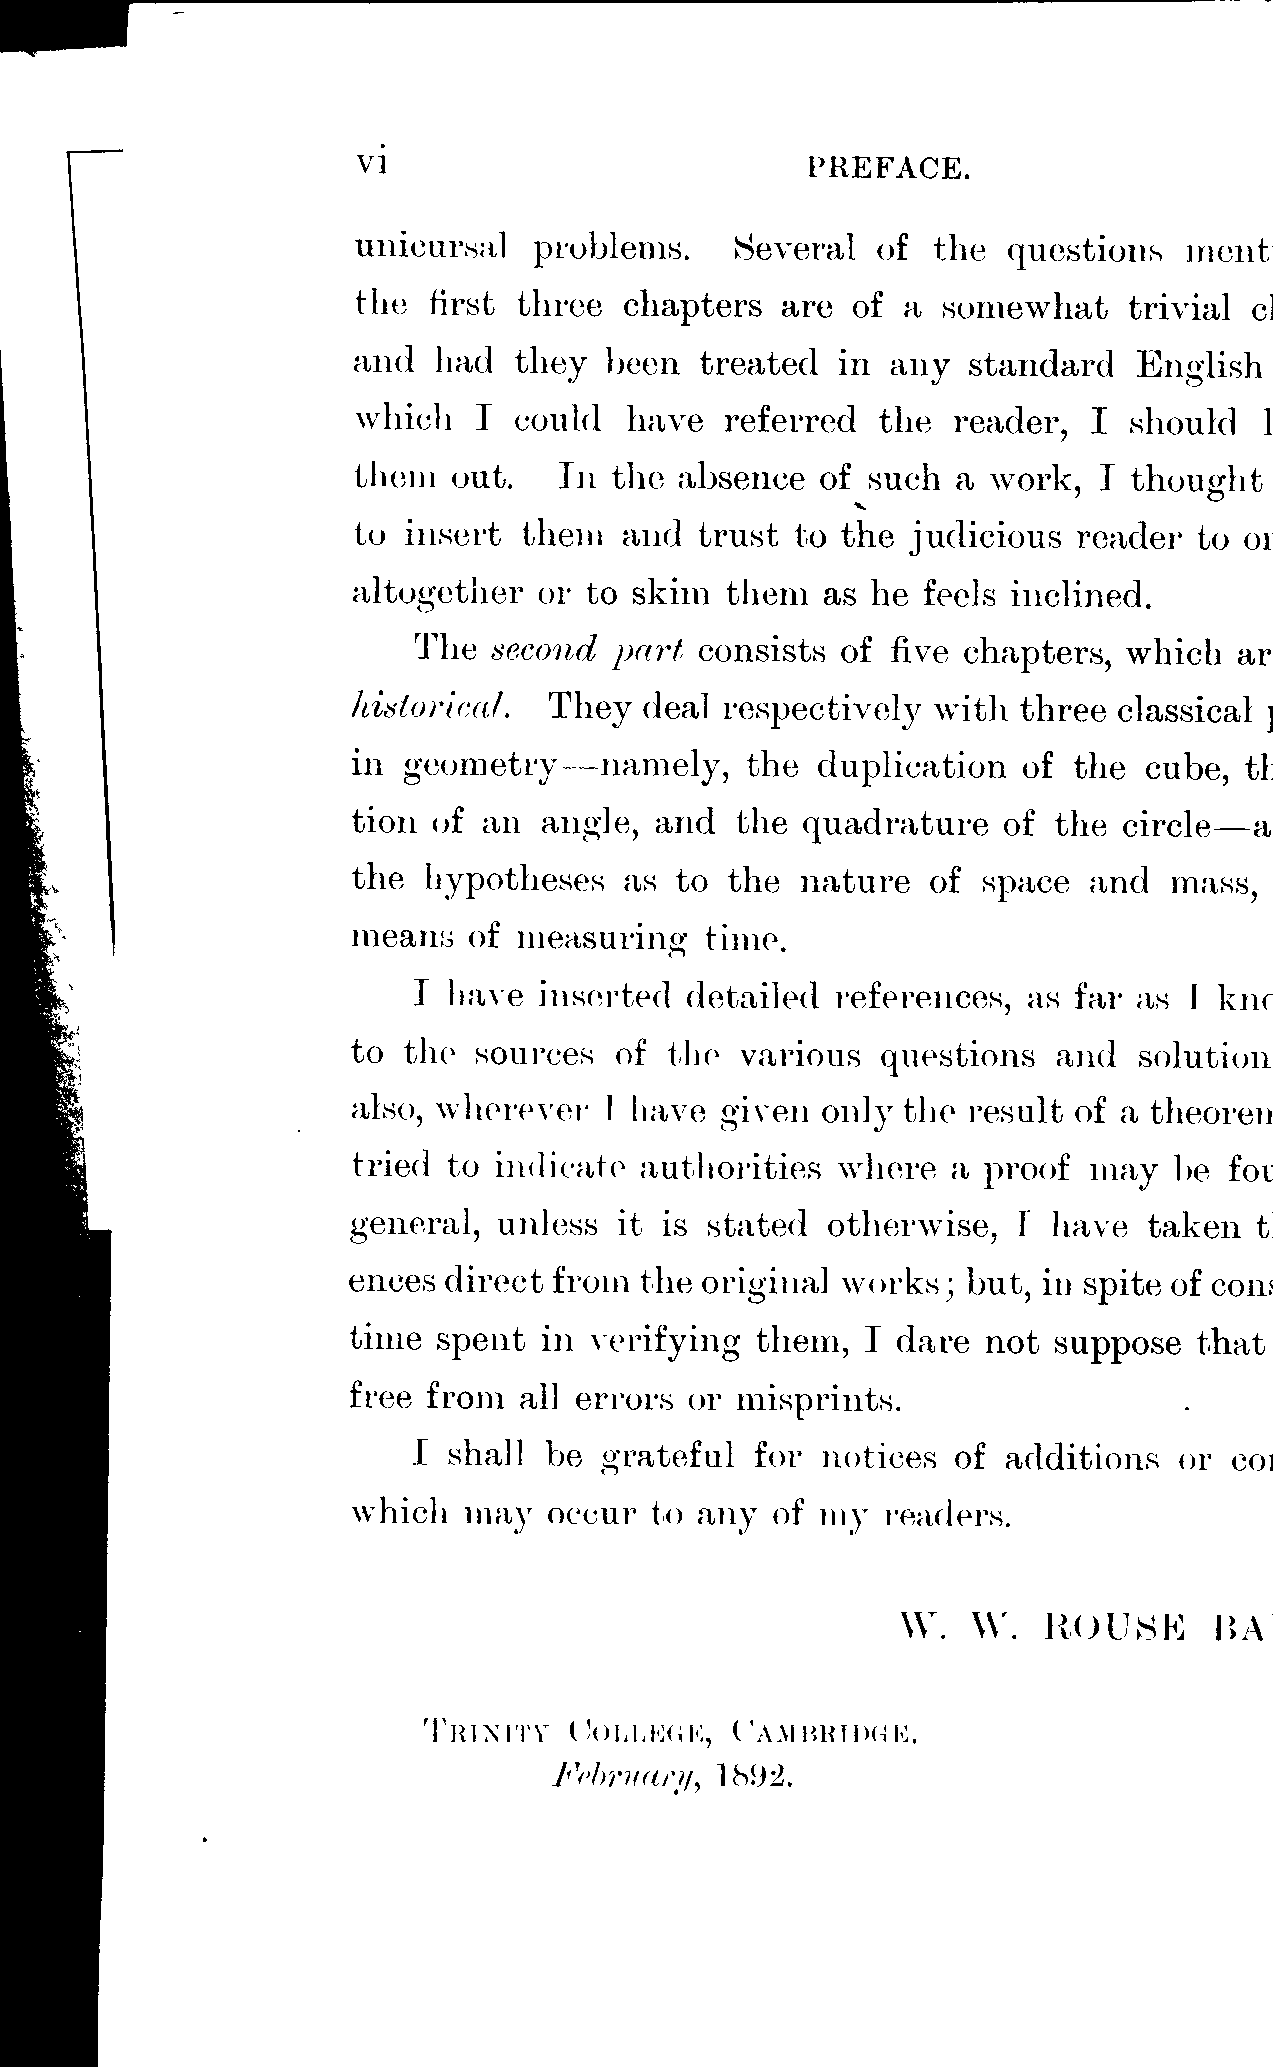 vi PREFACE.
unicursal problems. Several of the questions ment
the first three chapters are of a somewhat trivial
and had they been treated in any standard English
which I could have referred the reader, I should
them out. In the absence of such a work, I thought
to insert them and trust to the judicious reader to
altogether or to skim them as he feels inclined.
The second part consists of five chapters, which ar
historical. They deal respectively with three classical
in geometry—namely, the duplication of the cube,
tion of an angle, and the quadrature of the circle—a
the hypotheses as to the nature of space and mass,
means of measuring time.
I have inserted detailed references, as far as I
to the sources of the various questions and solution
also, wherever I have given only the result of a
tried to indicate authorities where a proof may be
general, unless it is stated otherwise, I have taken
ences direct from the original works; but, in spite of
time spent in verifying them, I dare not suppose that
free from all errors or misprints.
I shall be grateful for notices of additions or
which may occur to any of my readers.
W. W. ROUSE BA
TRINITY COLLEGE, CAMBRIDGE.
February, 1892.